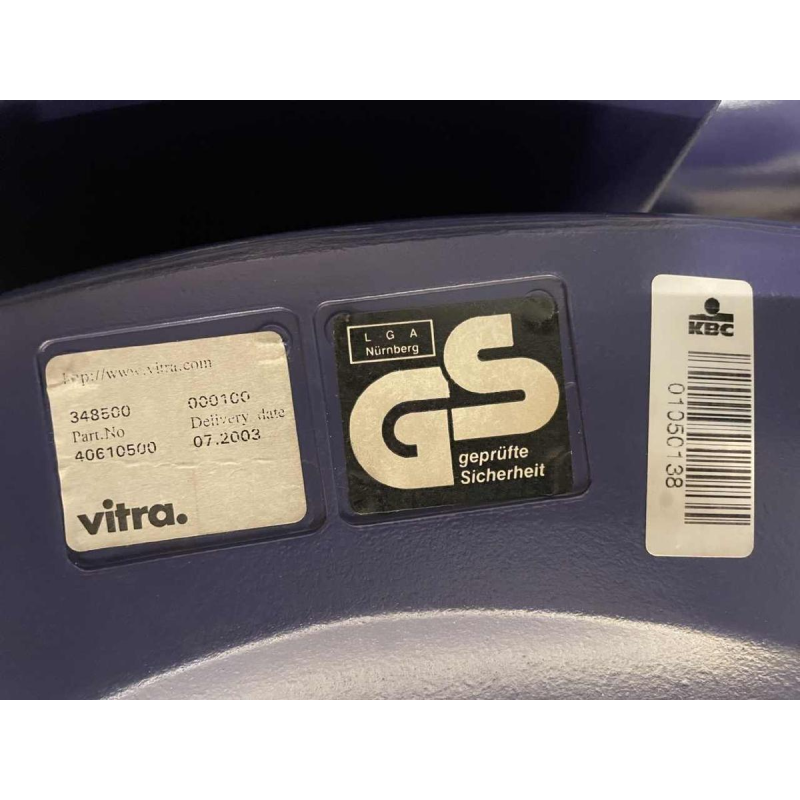 http://www.vitra.com
348500 000100
Part.No Delivery date
40610500 07.2003
vitra.
L G A
Nürnberg
GS
geprüfte
Sicherheit
KBC
01050138